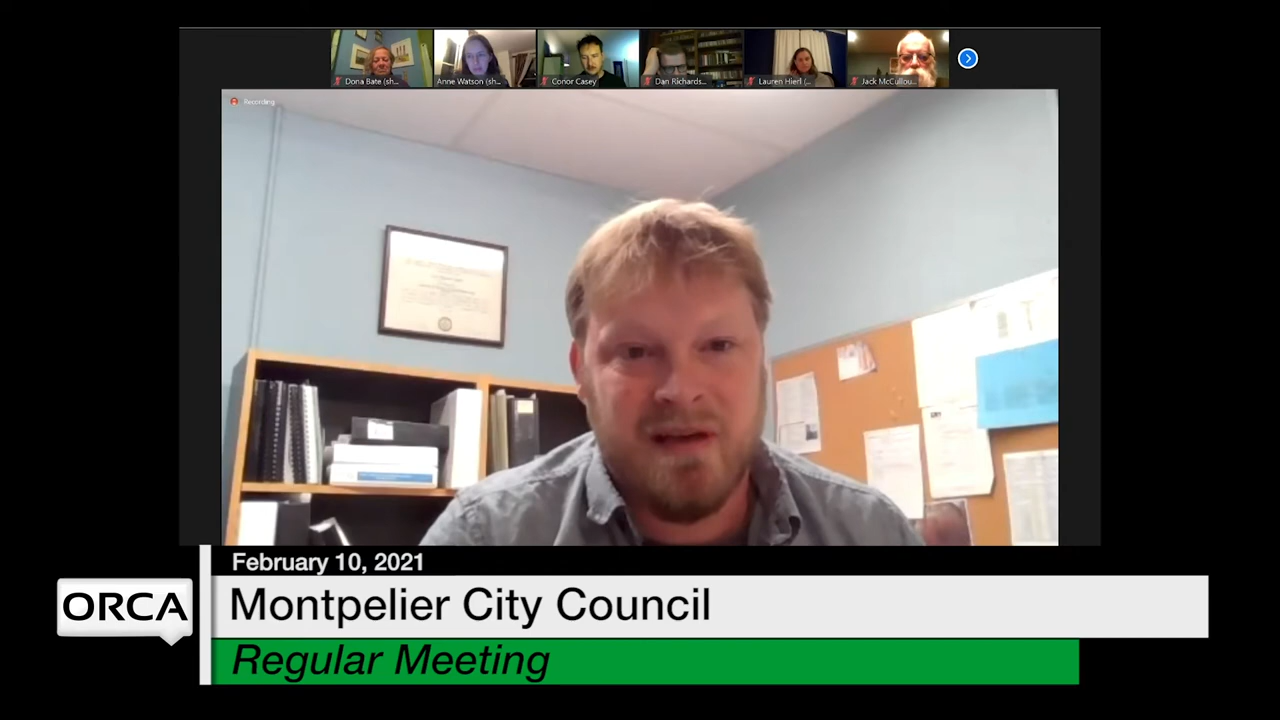 Dona Bate (sh...
Anne Watson (sh...
Conor Casey
Dan Richards...
Lauren Hierl (...
Jack McCullou...
Recording
February 10, 2021
ORCA
Montpelier City Council
Regular Meeting